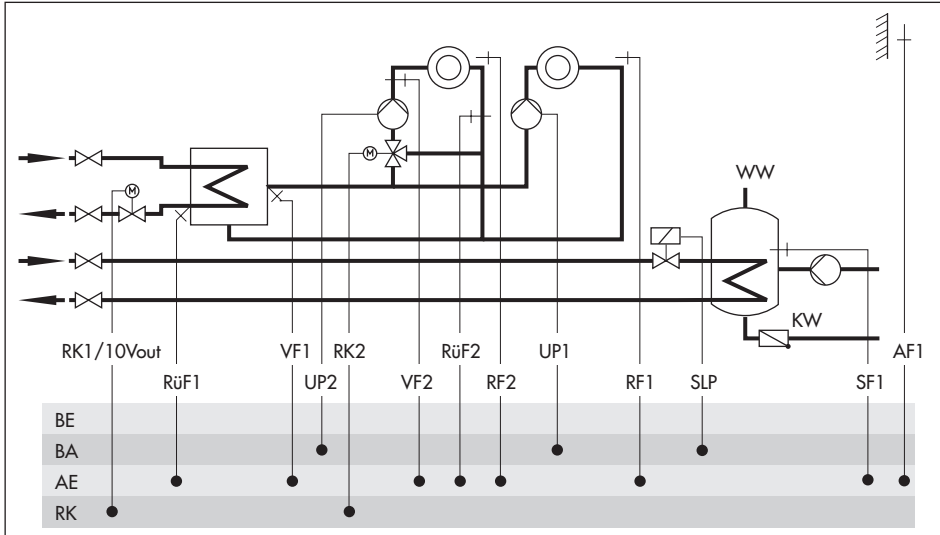 M
M
WW
KW
RK1/10Vout
VF1
RK2
RüF2
UP1
AF1
RüF1
UP2
VF2
RF2
RF1
SLP
SF1
BE
BA
AE
RK